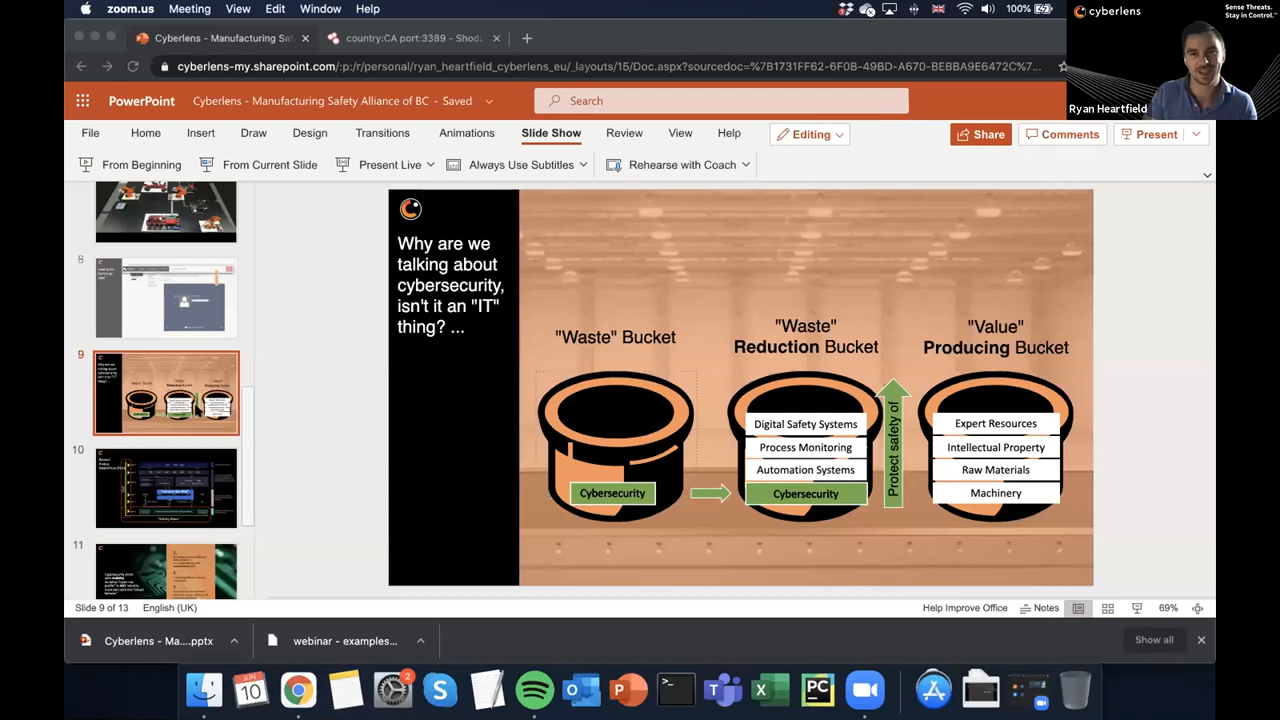 zoom.us Meeting View Edit Window Help
100%
cyberlens
Sense Threats.
Stay in Control.
Ryan Heartfield
Cyberlens - Manufacturing Saf
country:CA port:3389 - Shod
cyberlens-my.sharepoint.com/:p:/r/personal/ryan_heartfield_cyberlens_eu/_layouts/15/Doc.aspx?sourcedoc=%7B1731FF62-6F0B-49BD-A670-BEBBA9E6472C%7...
PowerPoint
Cyberlens - Manufacturing Safety Alliance of BC - Saved
Search
File Home Insert Draw Design Transitions Animations Slide Show Review View Help
Editing
Share
Comments
Present
From Beginning
From Current Slide
Present Live
Always Use Subtitles
Rehearse with Coach
8
9
10
11
Why are we
talking about
cybersecurity,
isn't it an "IT"
thing? ...
"Waste" Bucket
Cybersecurity
"Waste"
Reduction Bucket
Digital Safety Systems
Process Monitoring
Automation Systems
Cybersecurity
Protect safety of
"Value"
Producing Bucket
Expert Resources
Intellectual Property
Raw Materials
Machinery
Slide 9 of 13
English (UK)
Help Improve Office
Notes
69%
Cyberlens - Ma....pptx
webinar - examples...
Show all
JUN
10
2
PC